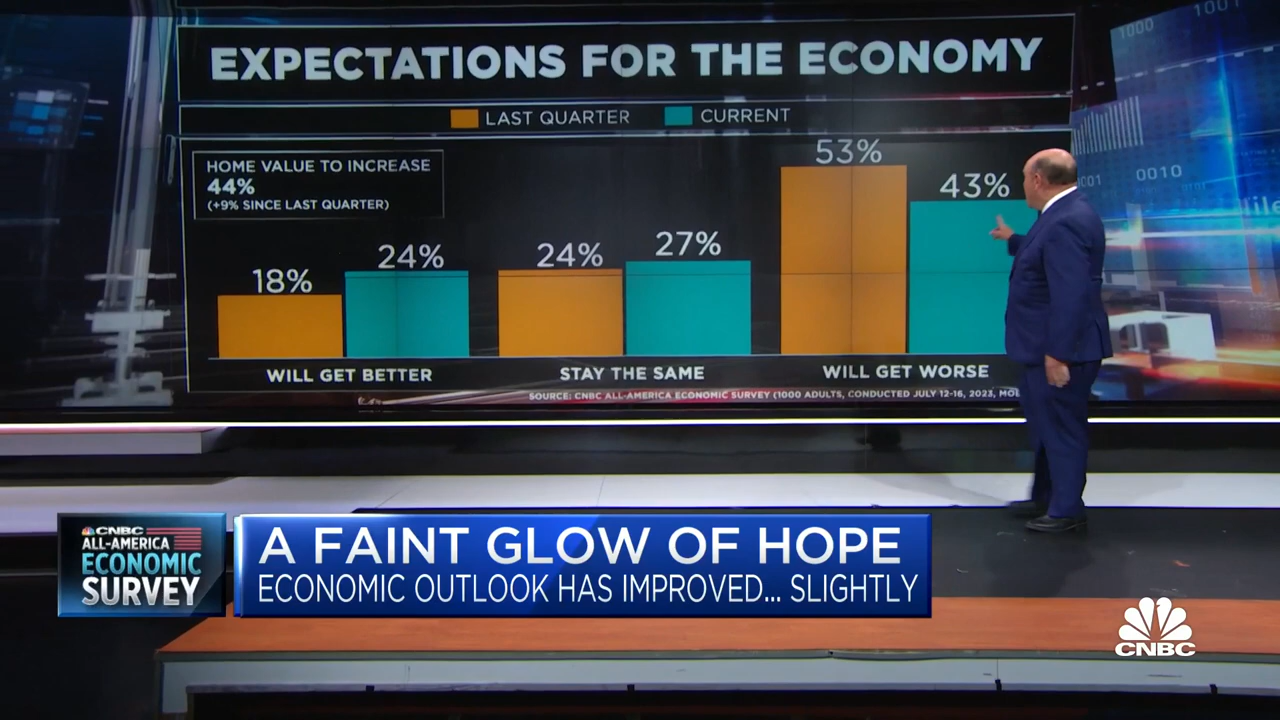 EXPECTATIONS FOR THE ECONOMY
LAST QUARTER CURRENT
HOME VALUE TO INCREASE
44%
(+9% SINCE LAST QUARTER)
18%
24%
24%
27%
53%
43%
WILL GET BETTER
STAY THE SAME
WILL GET WORSE
SOURCE: CNBC ALL-AMERICA ECONOMIC SURVEY (1000 ADULTS, CONDUCTED JULY 12-16, 2023,
1000
1001
0010
CNBC
ALL-AMERICA
ECONOMIC
SURVEY
A FAINT GLOW OF HOPE
ECONOMIC OUTLOOK HAS IMPROVED... SLIGHTLY
CNBC